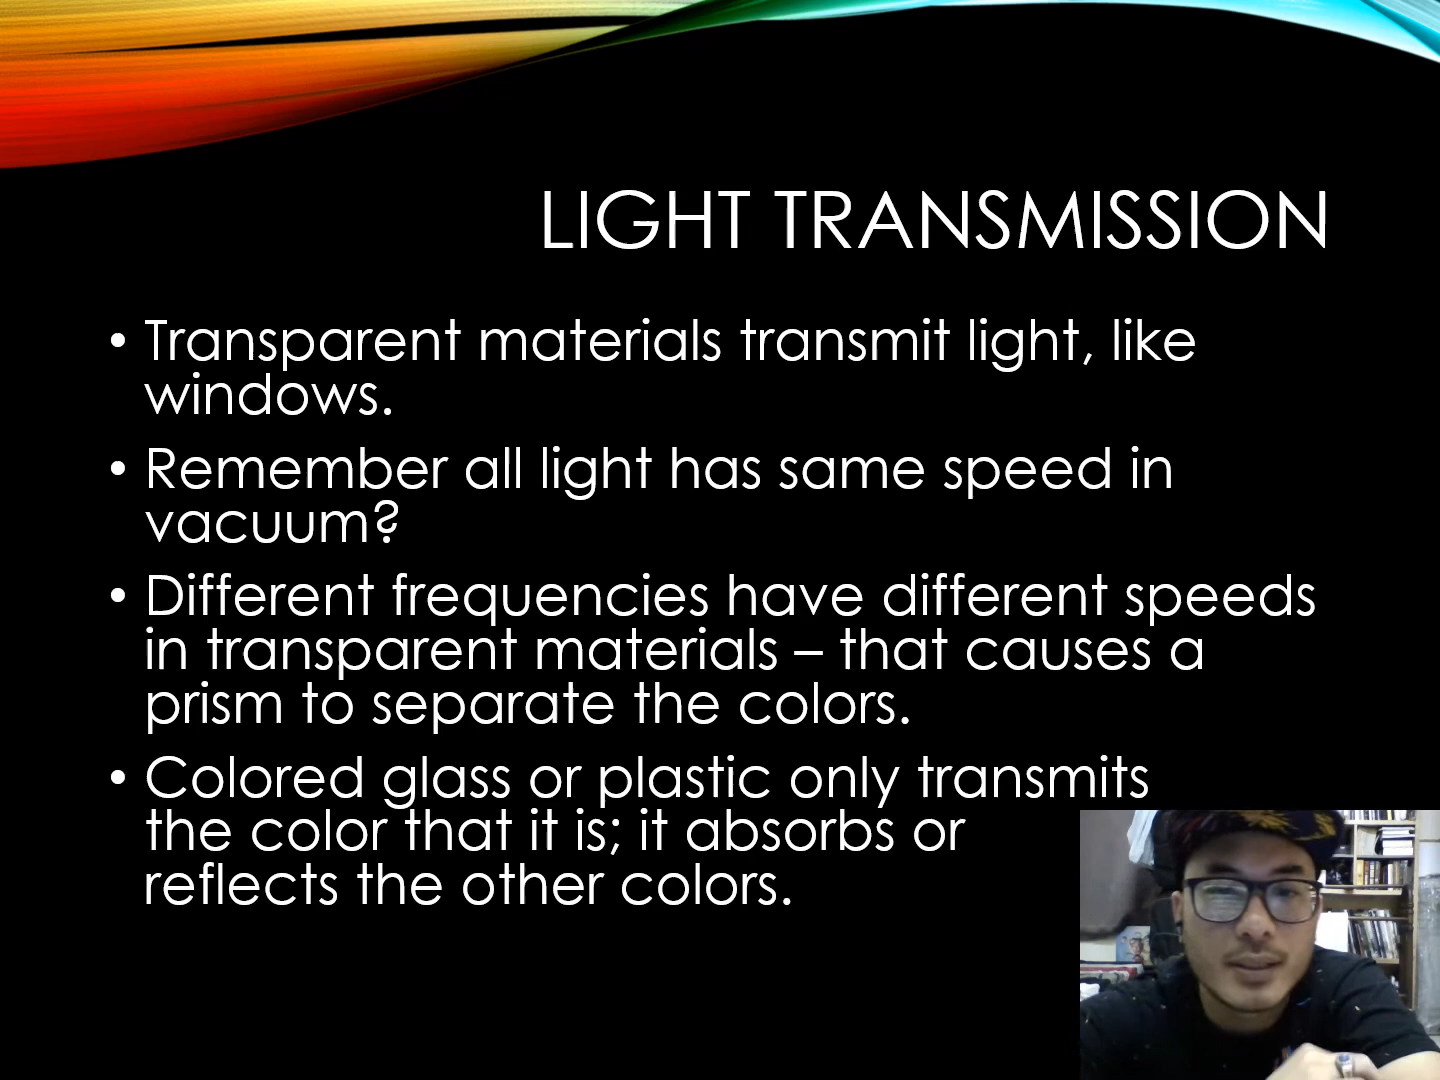 LIGHT TRANSMISSION
• Transparent materials transmit light, like
windows.
• Remember all light has same speed in
vacuum?
• Different frequencies have different speeds
in transparent materials – that causes a
prism to separate the colors.
• Colored glass or plastic only transmits
the color that it is; it absorbs or
reflects the other colors.